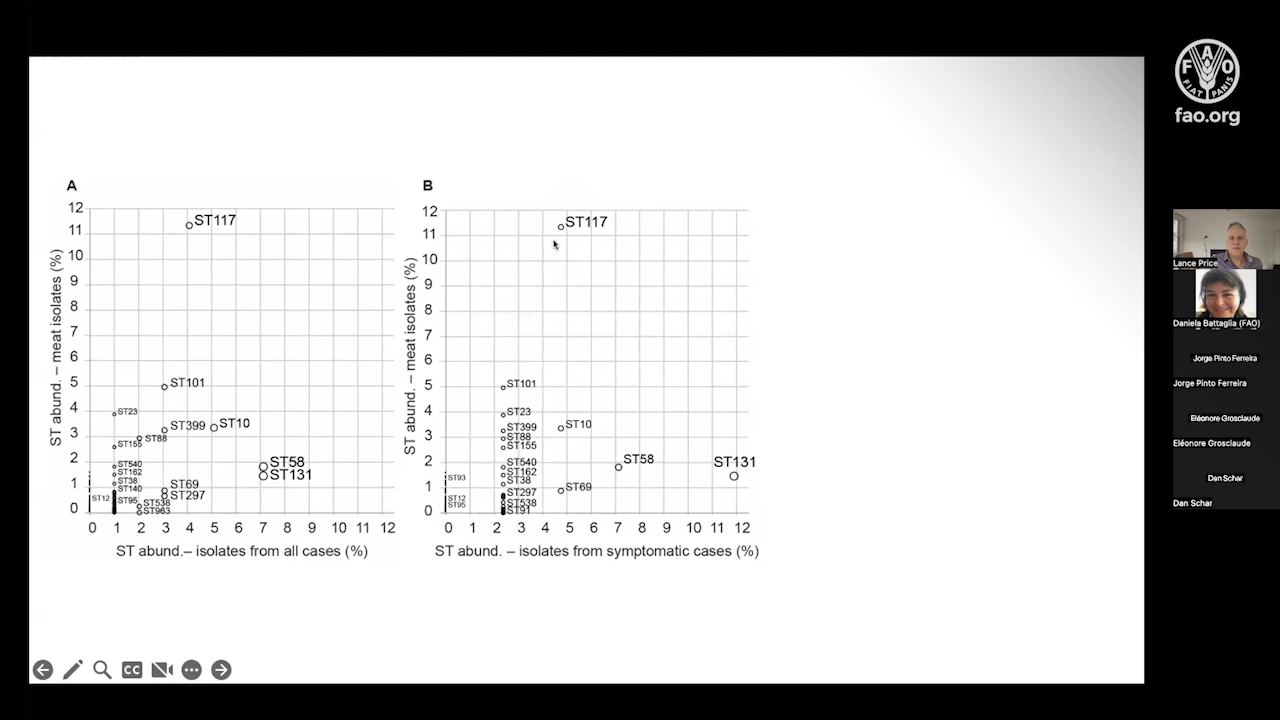 A
12
11
10
9
8
7
6
5
4
3
2
1
0
ST abund. – meat isolates (%)
ST117
ST101
ST23
ST399
ST10
ST88
ST155
ST58
ST131
ST540
ST162
ST38
ST140
ST69
ST297
ST12
ST95
ST538
ST963
0 1 2 3 4 5 6 7 8 9 10 11 12
ST abund.– isolates from all cases (%)
B
12
11
10
9
8
7
6
5
4
3
2
1
0
ST abund. – meat isolates (%)
ST117
ST101
ST23
ST399
ST10
ST88
ST155
ST58
ST131
ST540
ST162
ST93
ST38
ST69
ST297
ST12
ST538
ST95
ST91
0 1 2 3 4 5 6 7 8 9 10 11 12
ST abund. – isolates from symptomatic cases (%)
CC
F A O
FIAT PANIS
fao.org
Lance Price
Daniela Battaglia (FAO)
Jorge Pinto Ferreira
Jorge Pinto Ferreira
Eléonore Grosclaude
Eléonore Grosclaude
Dan Schar
Dan Schar